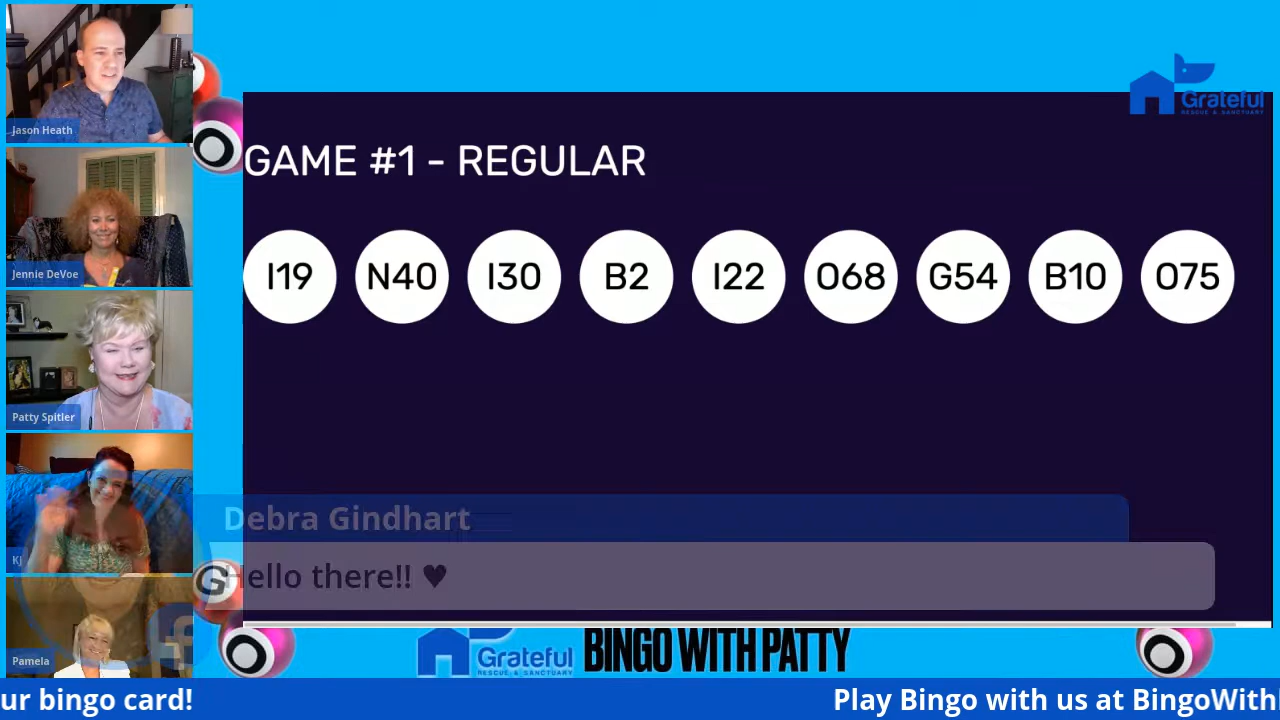 Jason Heath
Jennie DeVoe
Patty Spitler
KJ
Pamela
Grateful
RESCUE & SANCTUARY
GAME #1 - REGULAR
I19 N40 I30 B2 I22 O68 G54 B10 O75
Debra Gindhart
Hello there!! ♥
G
Grateful
RESCUE & SANCTUARY
BINGO WITH PATTY
ur bingo card!
Play Bingo with us at BingoWith